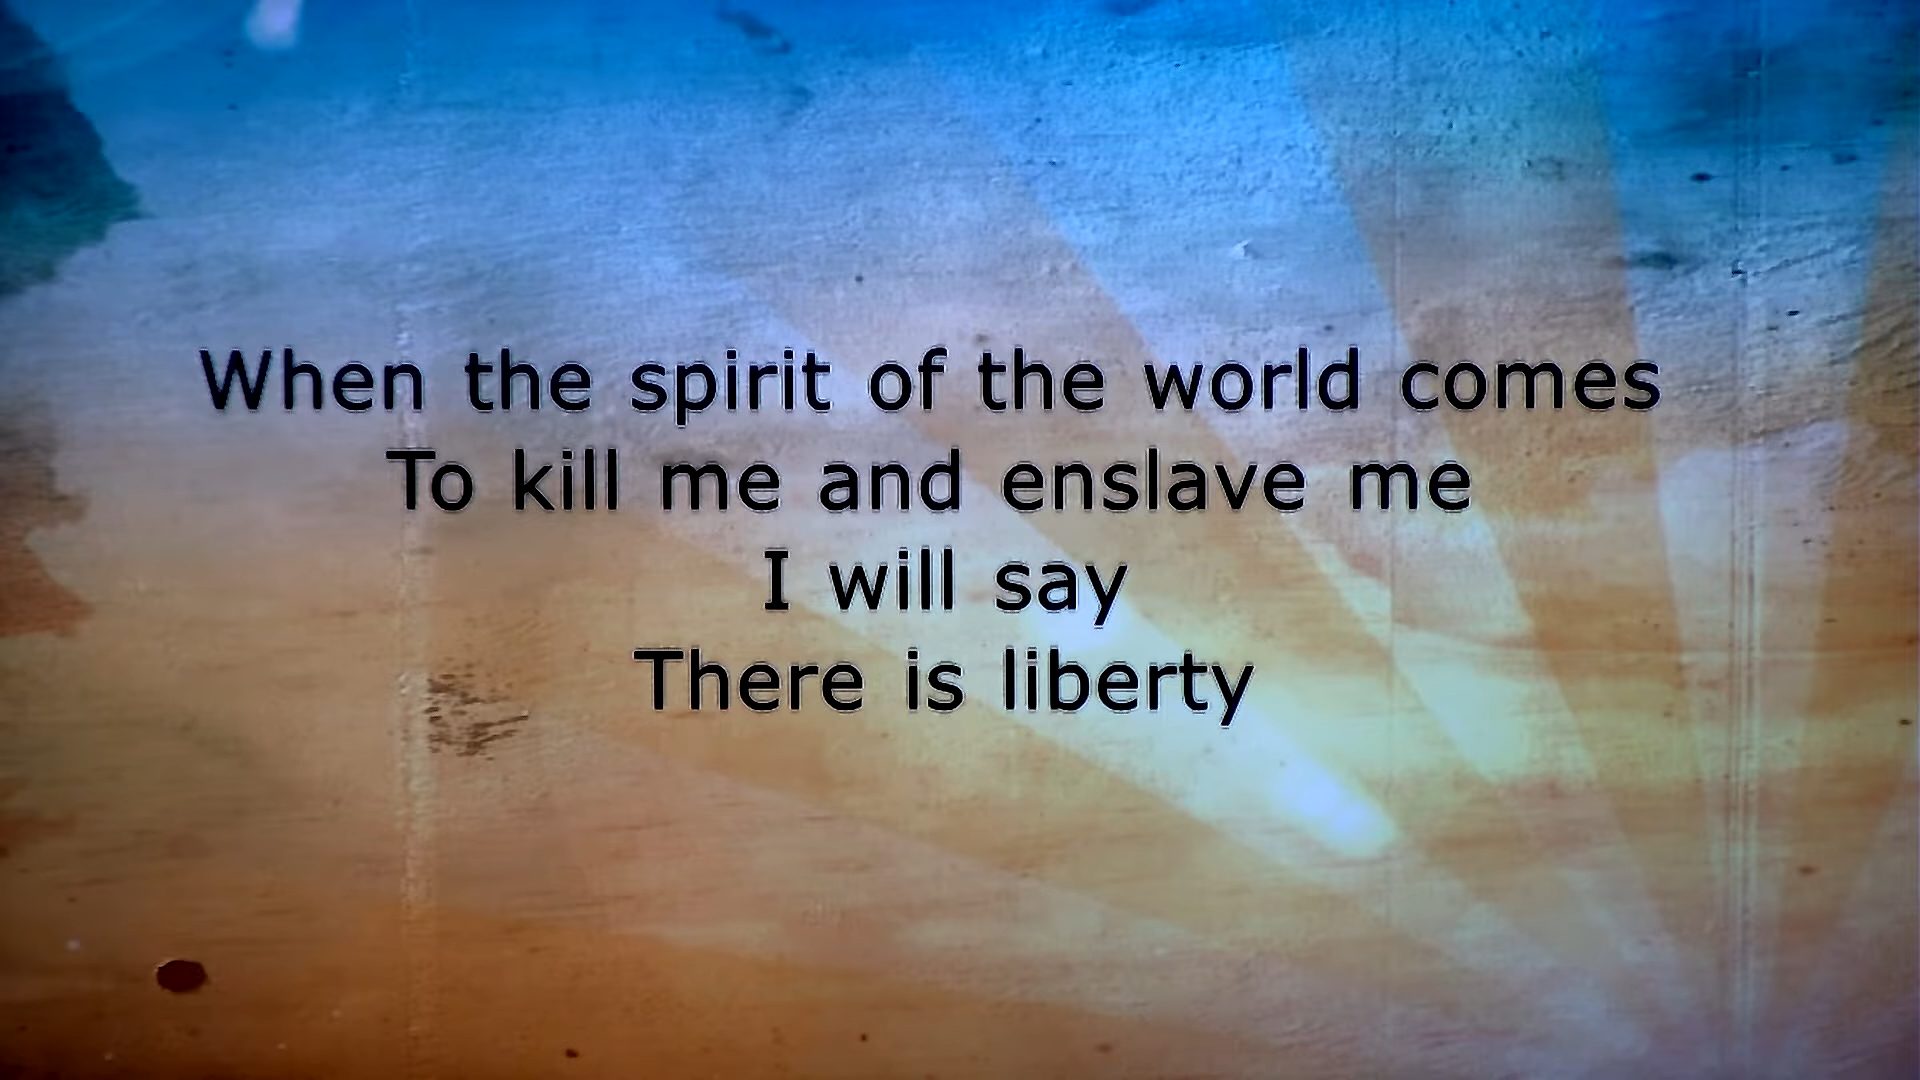 When the spirit of the world comes
To kill me and enslave me
I will say
There is liberty